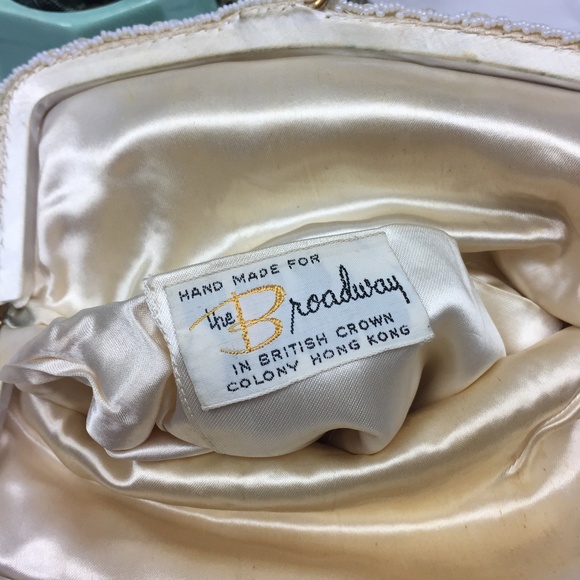 HAND MADE FOR
the Broadway
IN BRITISH CROWN
COLONY HONG KONG